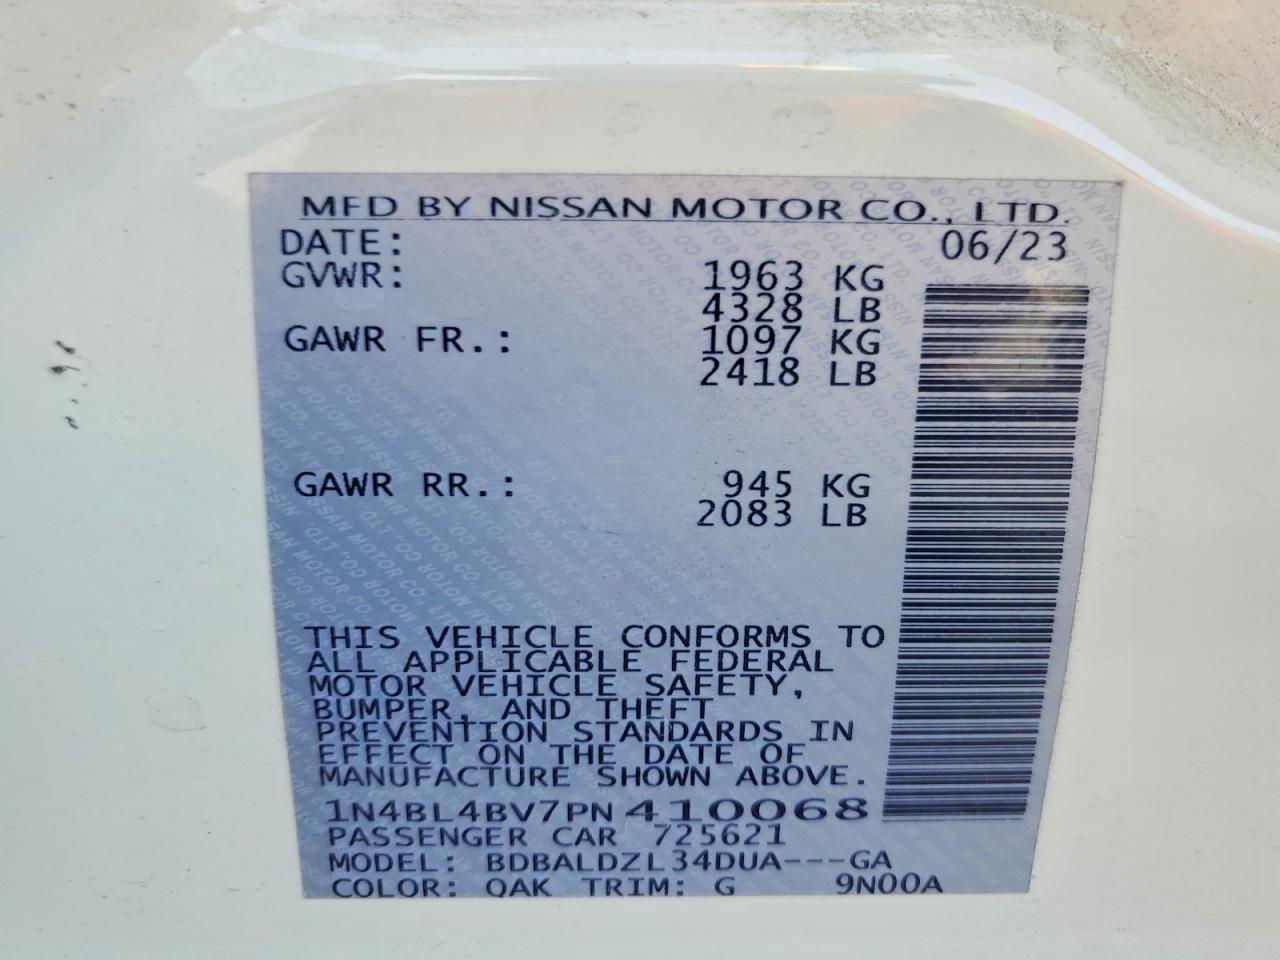 MFD BY NISSAN MOTOR CO., LTD.
DATE: 06/23
GVWR: 1963 KG
4328 LB
GAWR FR.: 1097 KG
2418 LB
GAWR RR.: 945 KG
2083 LB
THIS VEHICLE CONFORMS TO
ALL APPLICABLE FEDERAL
MOTOR VEHICLE SAFETY,
BUMPER, AND THEFT
PREVENTION STANDARDS IN
EFFECT ON THE DATE OF
MANUFACTURE SHOWN ABOVE.
1N4BL4BV7PN410068
PASSENGER CAR 725621
MODEL: BDBALDZL34DUA---GA
COLOR: QAK TRIM: G 9N00A